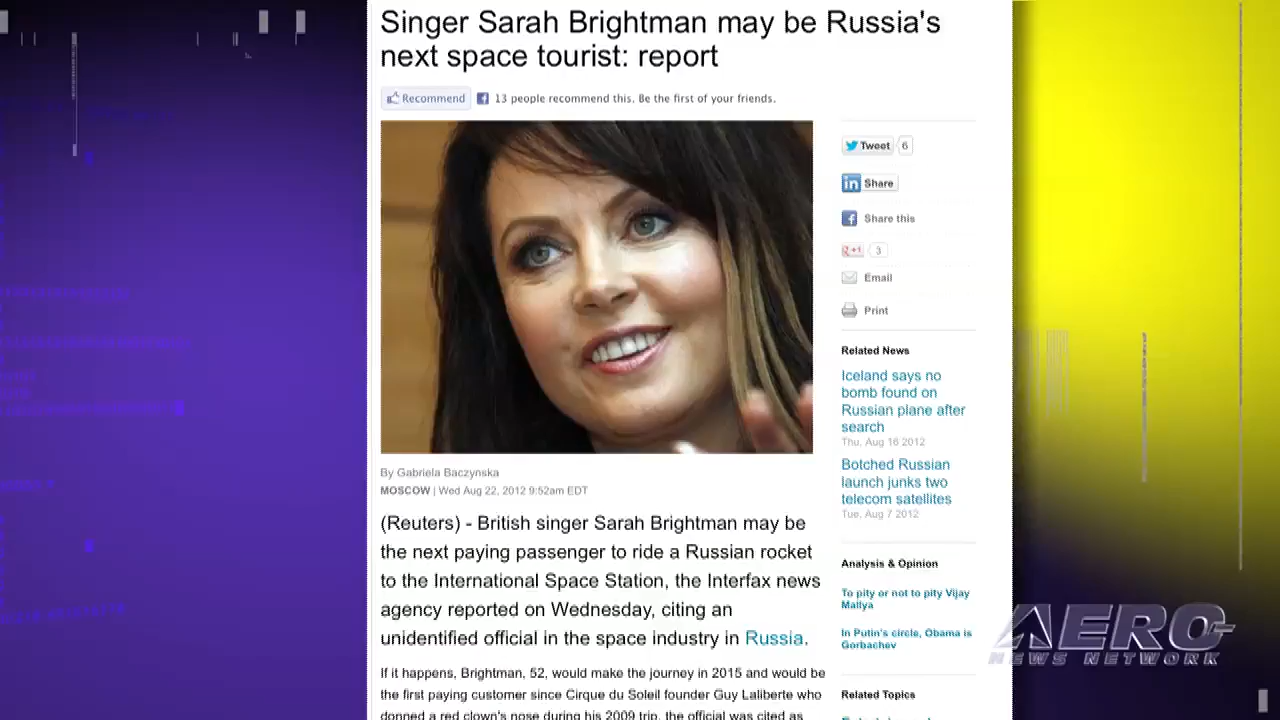 Singer Sarah Brightman may be Russia's
next space tourist: report
Recommend
13 people recommend this. Be the first of your friends.
Tweet
6
in Share
Share this
+1
3
Email
Print
Related News
Iceland says no
bomb found on
Russian plane after
search
Thu, Aug 16 2012
Botched Russian
launch junks two
telecom satellites
Tue, Aug 7 2012
By Gabriela Baczynska
MOSCOW | Wed Aug 22, 2012 9:52am EDT
(Reuters) - British singer Sarah Brightman may be
the next paying passenger to ride a Russian rocket
to the International Space Station, the Interfax news
agency reported on Wednesday, citing an
unidentified official in the space industry in Russia.
If it happens, Brightman, 52, would make the journey in 2015 and would be
the first paying customer since Cirque du Soleil founder Guy Laliberte who
donned a red clown's nose during his 2009 trip, the official was cited as
Analysis & Opinion
To pity or not to pity Vijay
Mallya
In Putin's circle, Obama is
Gorbachev
Related Topics
AERO-
NEWS NETWORK